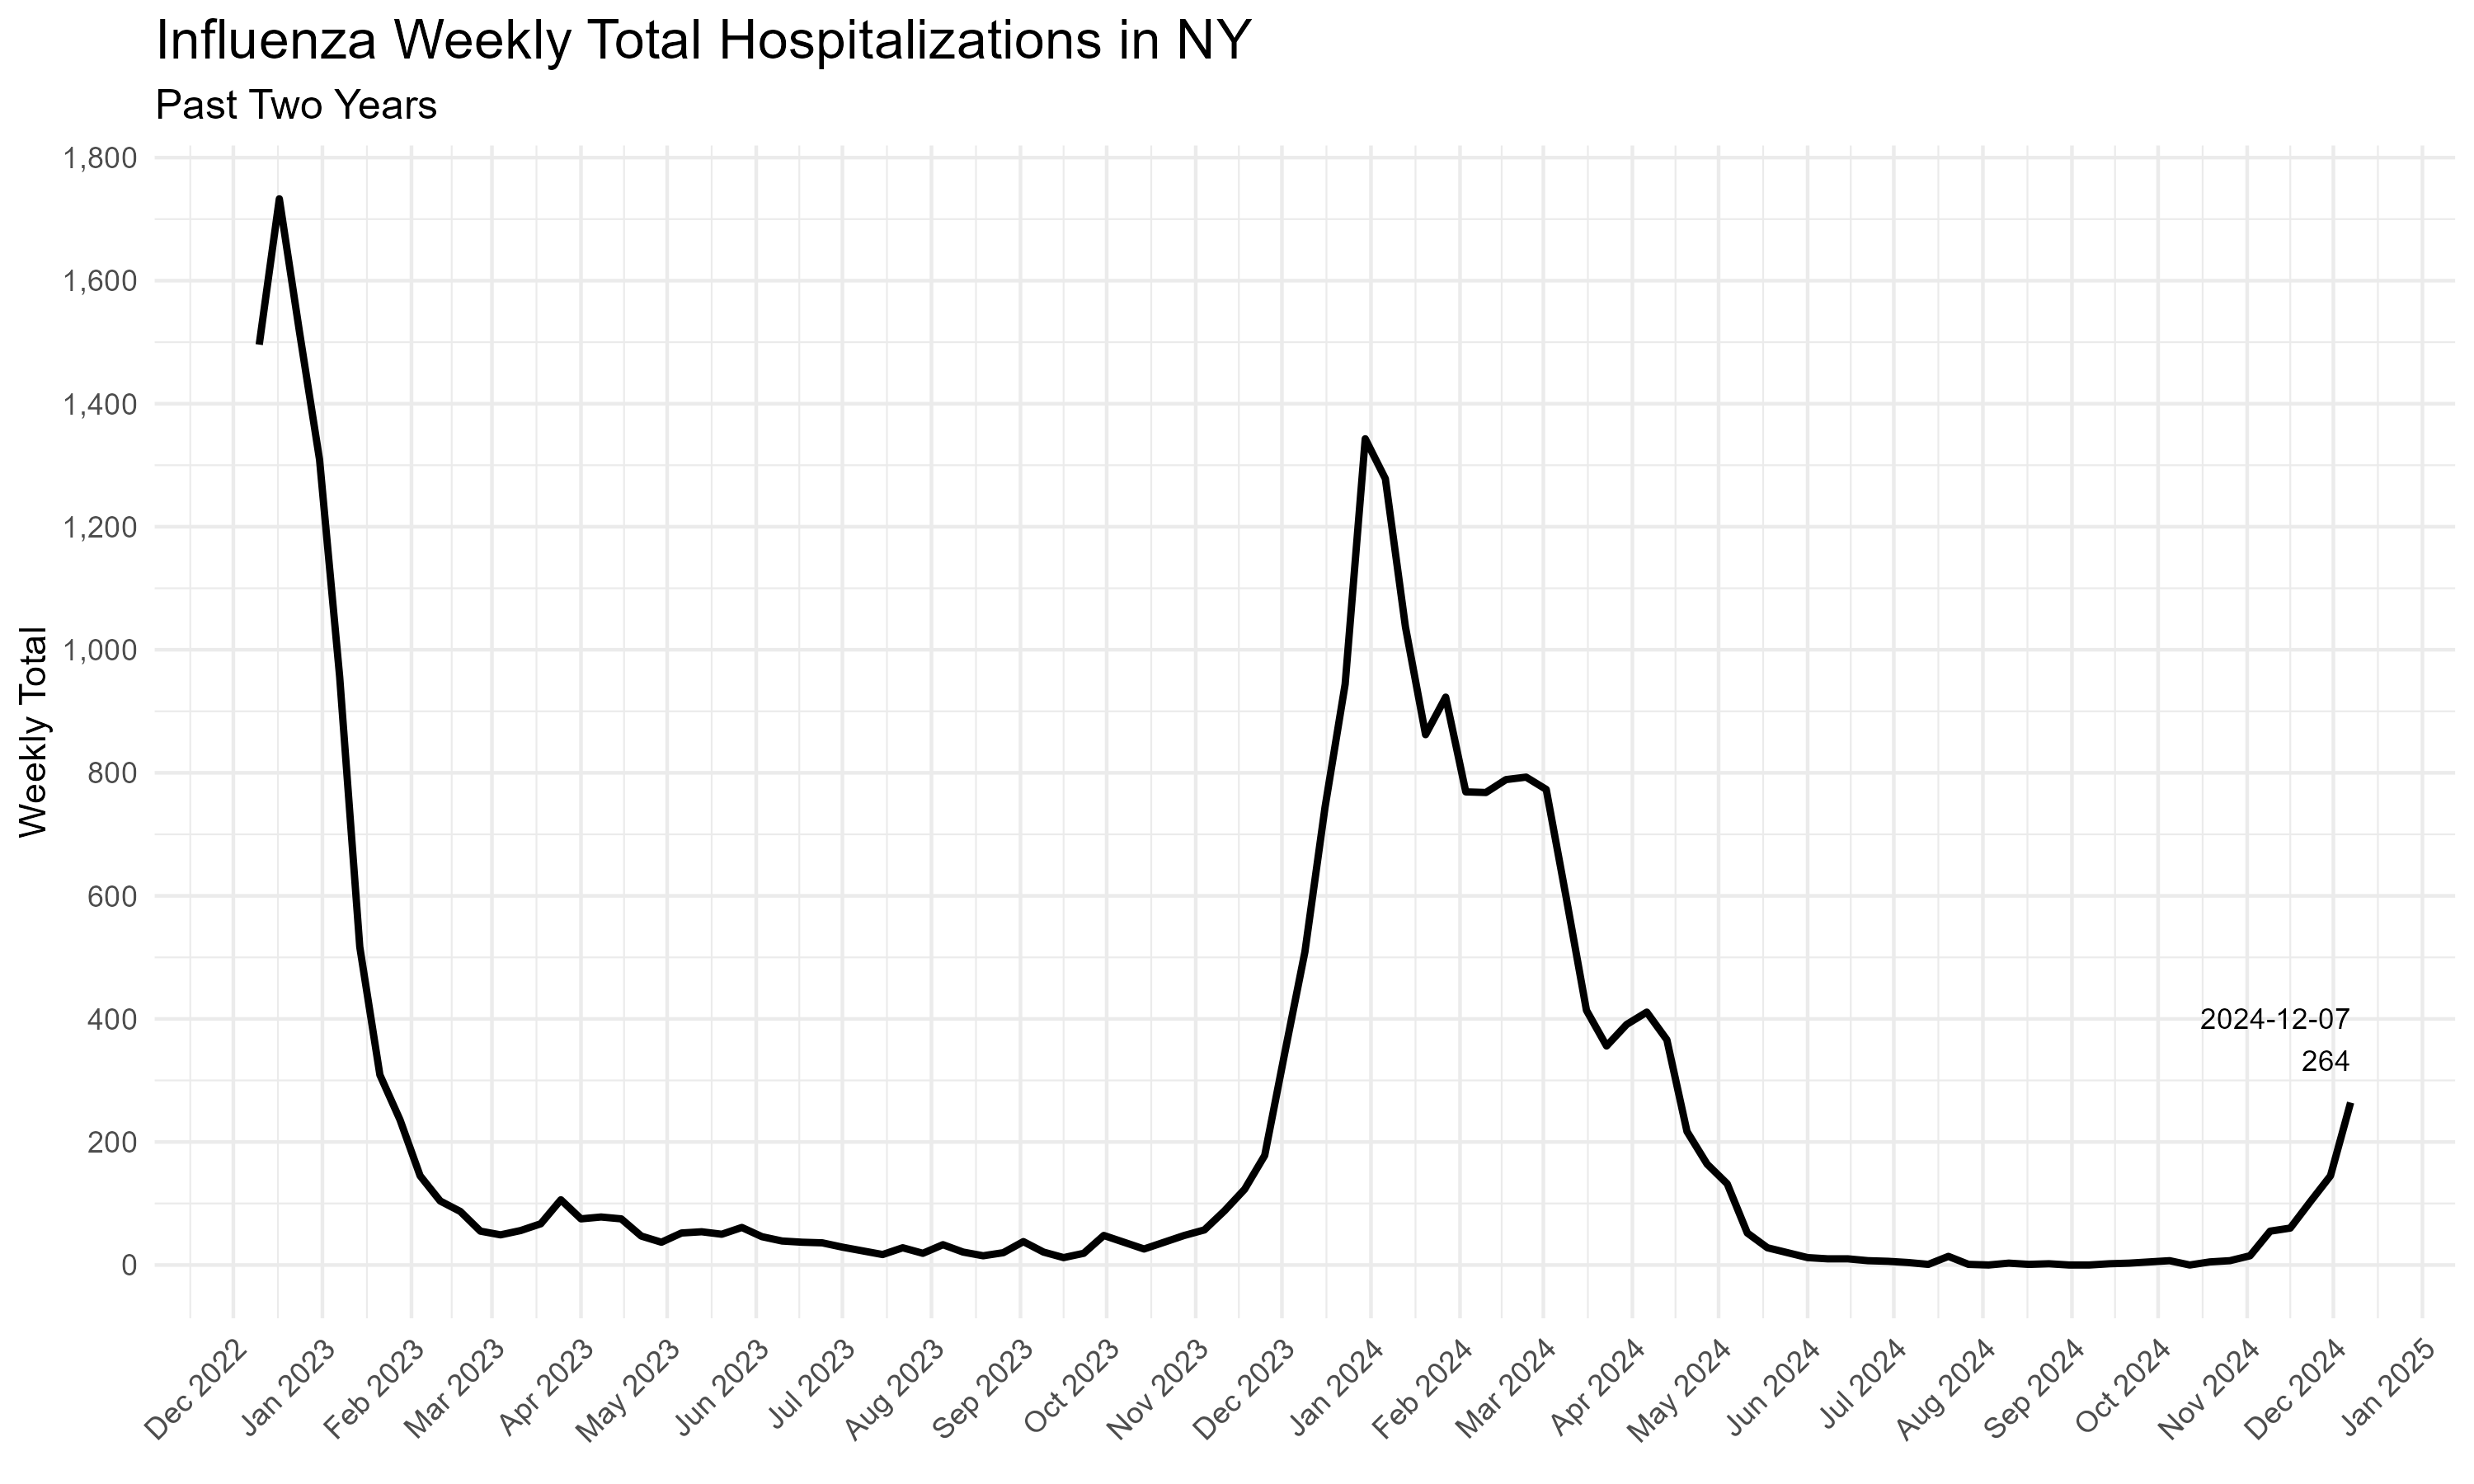 Influenza Weekly Total Hospitalizations in NY
Past Two Years
Weekly Total
1,800
1,600
1,400
1,200
1,000
800
600
400
200
0
2024-12-07
264
Dec 2022
Jan 2023
Feb 2023
Mar 2023
Apr 2023
May 2023
Jun 2023
Jul 2023
Aug 2023
Sep 2023
Oct 2023
Nov 2023
Dec 2023
Jan 2024
Feb 2024
Mar 2024
Apr 2024
May 2024
Jun 2024
Jul 2024
Aug 2024
Sep 2024
Oct 2024
Nov 2024
Dec 2024
Jan 2025